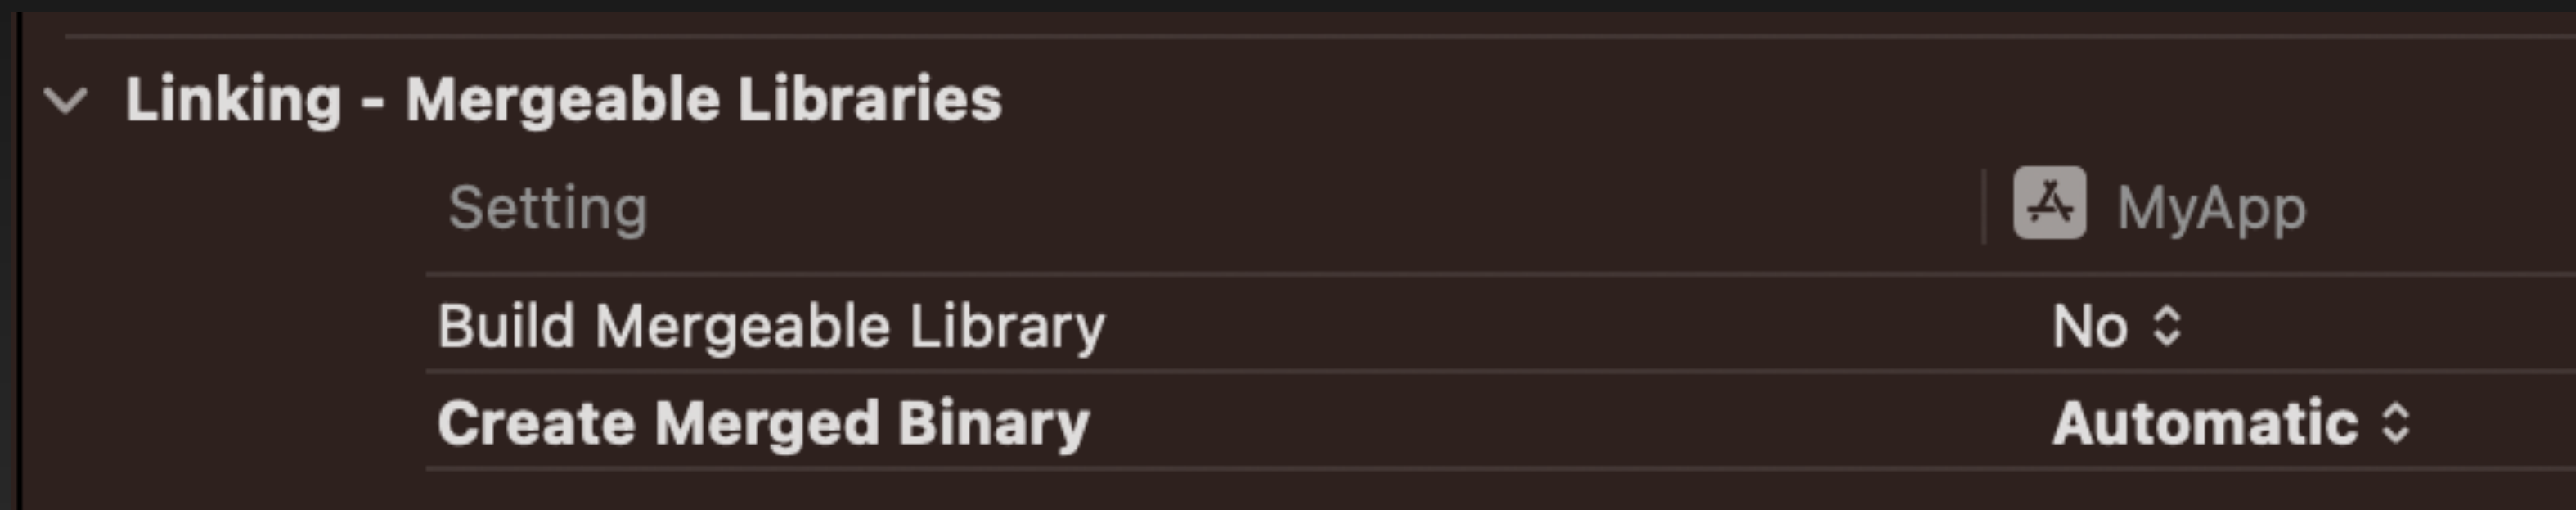 Linking - Mergeable Libraries
Setting MyApp
Build Mergeable Library No
Create Merged Binary Automatic